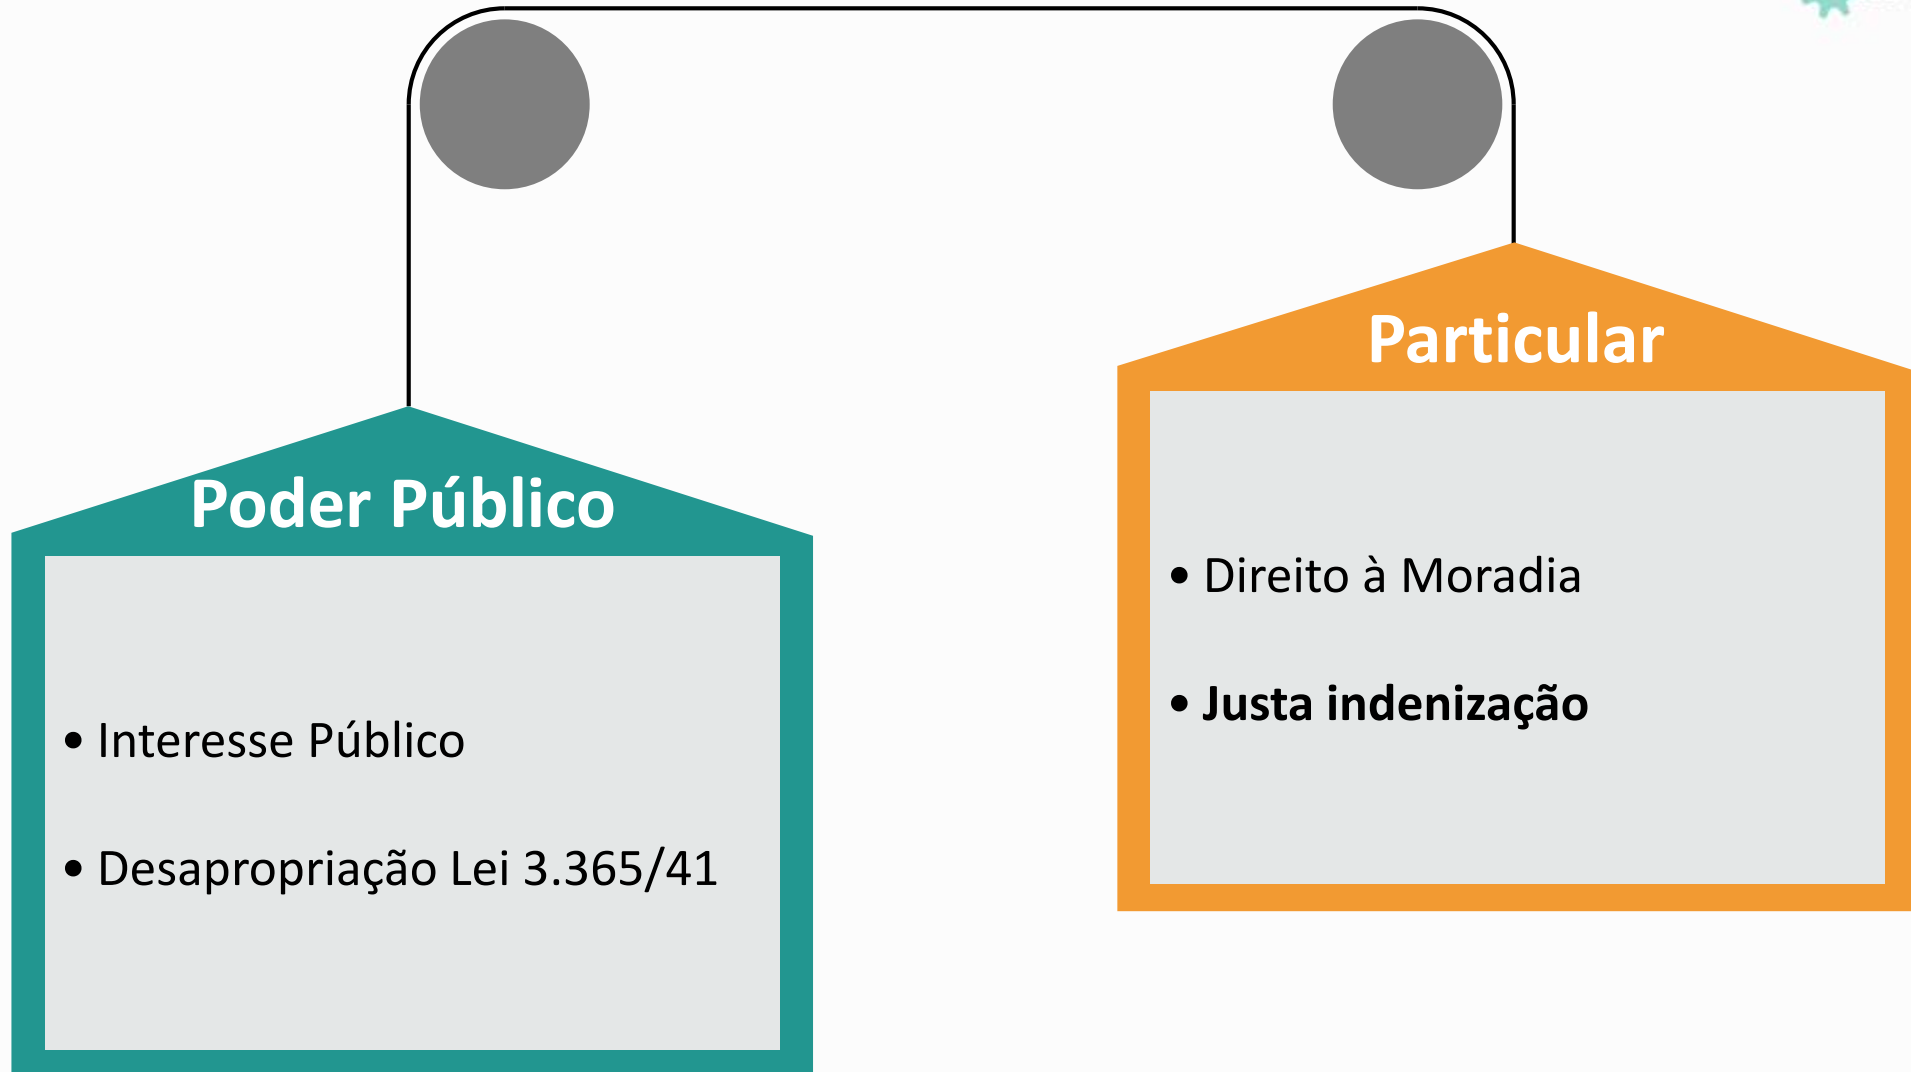 Poder Público
• Interesse Público
• Desapropriação Lei 3.365/41
Particular
• Direito à Moradia
• Justa indenização